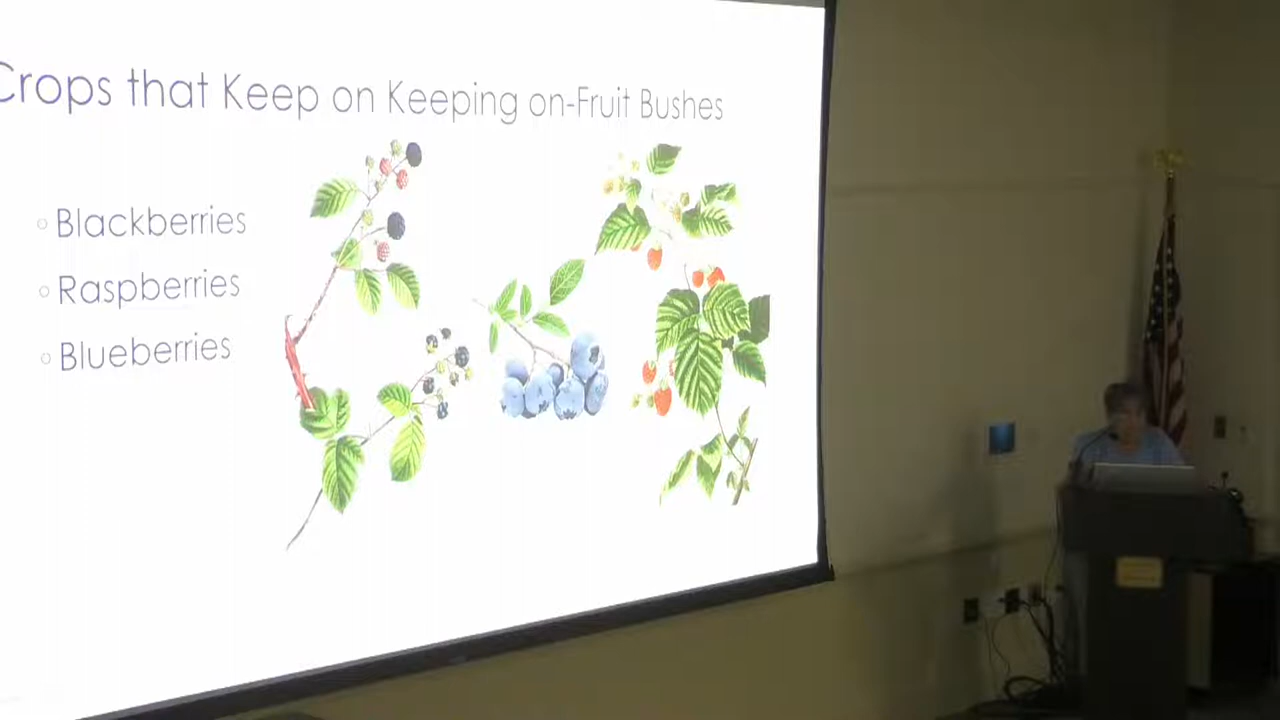 Crops that Keep on Keeping on-Fruit Bushes
Blackberries
Raspberries
Blueberries